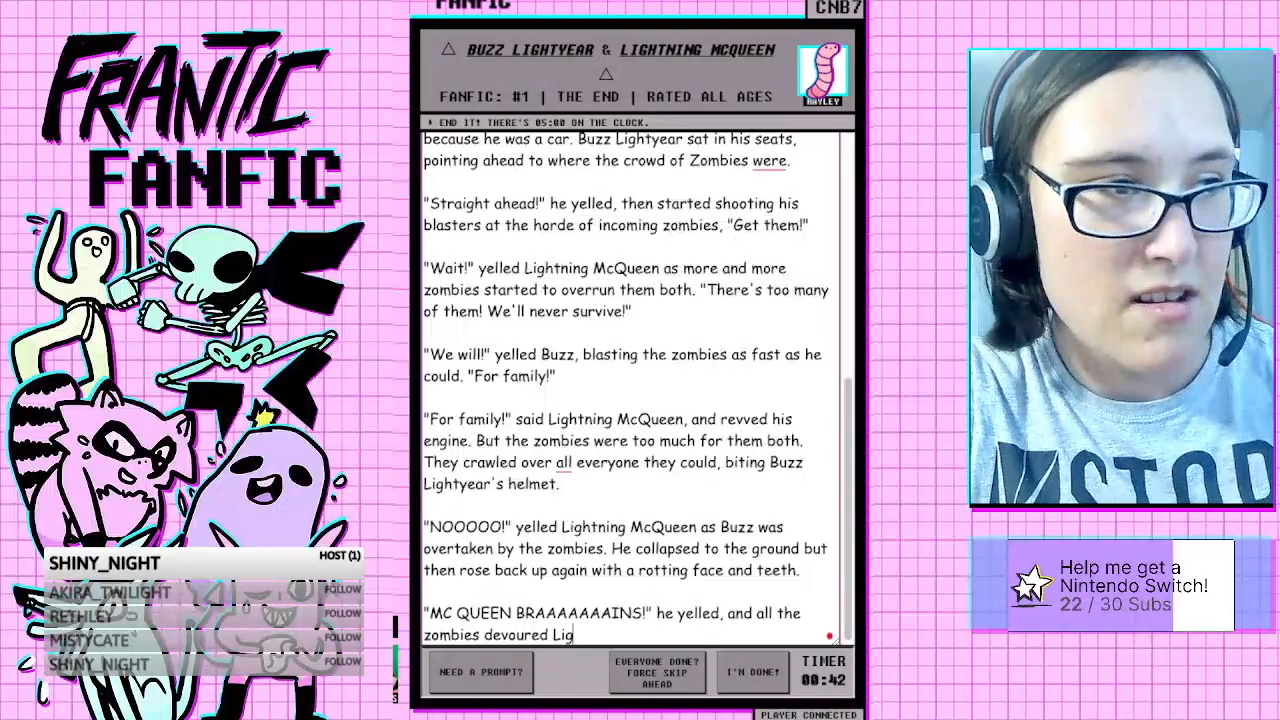 FANFIC
CNB7
FRANTIC
FANFIC
△ BUZZ LIGHTYEAR & LIGHTNING MCQUEEN
△
FANFIC: #1 | THE END | RATED ALL AGES
HAYLEY
END IT! THERE'S 05:00 ON THE CLOCK.
because he was a car. Buzz Lightyear sat in his seats,
pointing ahead to where the crowd of Zombies were.
"Straight ahead!" he yelled, then started shooting his
blasters at the horde of incoming zombies, "Get them!"
"Wait!" yelled Lightning McQueen as more and more
zombies started to overrun them both. "There's too many
of them! We'll never survive!"
"We will!" yelled Buzz, blasting the zombies as fast as he
could. "For family!"
"For family!" said Lightning McQueen, and revved his
engine. But the zombies were too much for them both.
They crawled over all everyone they could, biting Buzz
Lightyear's helmet.
"NOOOOO!" yelled Lightning McQueen as Buzz was
overtaken by the zombies. He collapsed to the ground but
then rose back up again with a rotting face and teeth.
"MC QUEEN BRAAAAAAINS!" he yelled, and all the
zombies devoured Lig
NEED A PROMPT?
EVERYONE DONE?
FORCE SKIP
AHEAD
I'M DONE!
TIMER
00:42
PLAYER CONNECTED
SHINY_NIGHT HOST (1)
AKIRA_TWILIGHT FOLLOW
RETHLEY FOLLOW
MISTYCATE FOLLOW
SHINY_NIGHT FOLLOW
Help me get a
Nintendo Switch!
22 / 30 Subs